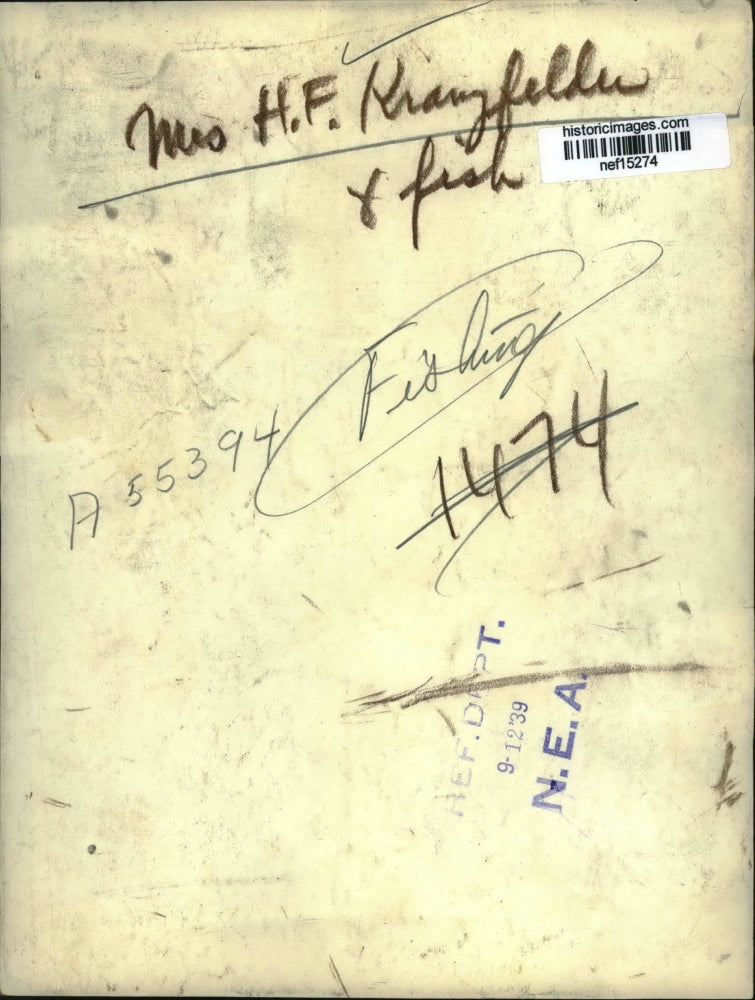 Mrs H.F. Kranzfelder
& fish
historicimages.com
nef15274
Fishing
A 55394
1474
REF. DEPT.
9-12'39
N.E.A.